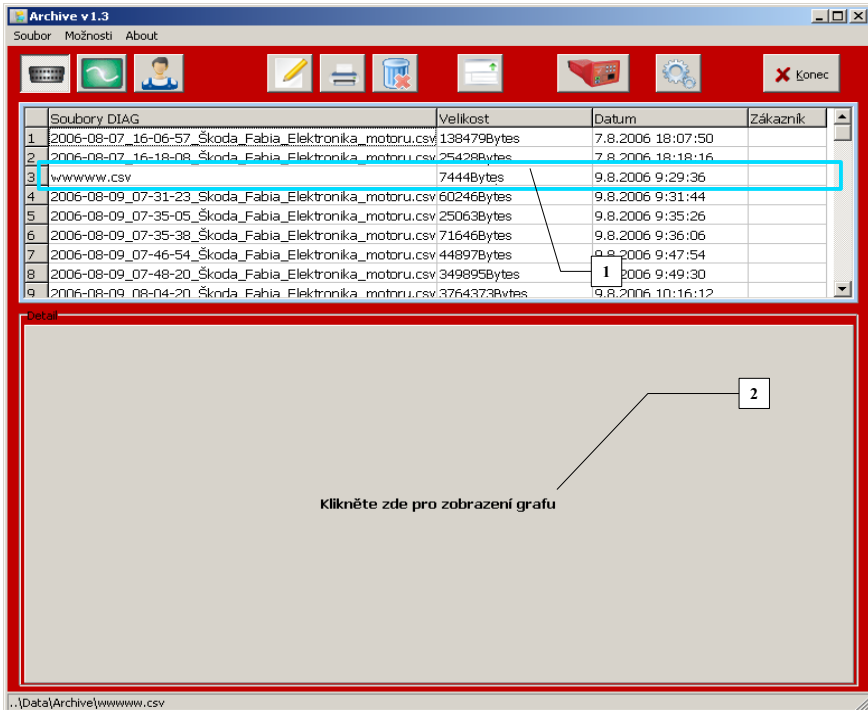 Archive v1.3
Soubor Možnosti About
Konec
Soubory DIAG Velikost Datum Zákazník
1 2006-08-07_16-06-57_Škoda_Fabia_Elektronika_motoru.csv 138479Bytes 7.8.2006 18:07:50
2 2006-08-07_16-18-08_Škoda_Fabia_Elektronika_motoru.csv 25428Bytes 7.8.2006 18:18:16
3 wwwww.csv 7444Bytes 9.8.2006 9:29:36
4 2006-08-09_07-31-23_Škoda_Fabia_Elektronika_motoru.csv 60246Bytes 9.8.2006 9:31:44
5 2006-08-09_07-35-05_Škoda_Fabia_Elektronika_motoru.csv 25063Bytes 9.8.2006 9:35:26
6 2006-08-09_07-35-38_Škoda_Fabia_Elektronika_motoru.csv 71646Bytes 9.8.2006 9:36:06
7 2006-08-09_07-46-54_Škoda_Fabia_Elektronika_motoru.csv 44897Bytes 9.8.2006 9:47:54
8 2006-08-09_07-48-20_Škoda_Fabia_Elektronika_motoru.csv 349895Bytes 1 2006 9:49:30
9 2006-08-09_08-04-20_Škoda_Fabia_Elektronika_motoru.csv 3764373Bytes 9.8.2006 10:16:12
Detail
2
Klikněte zde pro zobrazení grafu
..\Data\Archive\wwwww.csv